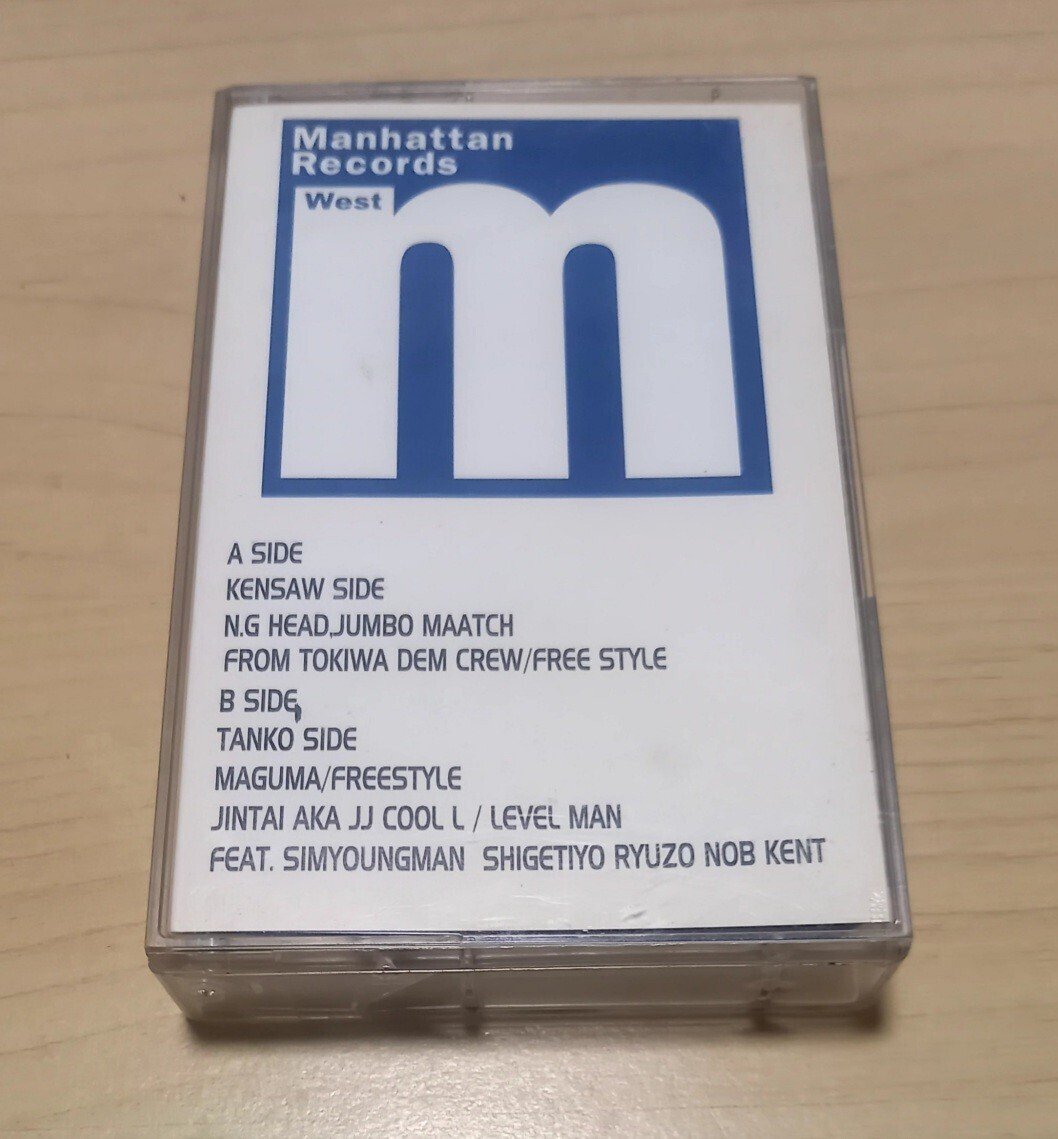 Manhattan
Records
West
m
A SIDE
KENSAW SIDE
N.G HEAD,JUMBO MAATCH
FROM TOKIWA DEM CREW/FREE STYLE
B SIDE
TANKO SIDE
MAGUMA/FREESTYLE
JINTAI AKA JJ COOL L / LEVEL MAN
FEAT. SIMYOUNGMAN SHIGETIYO RYUZO NOB KENT